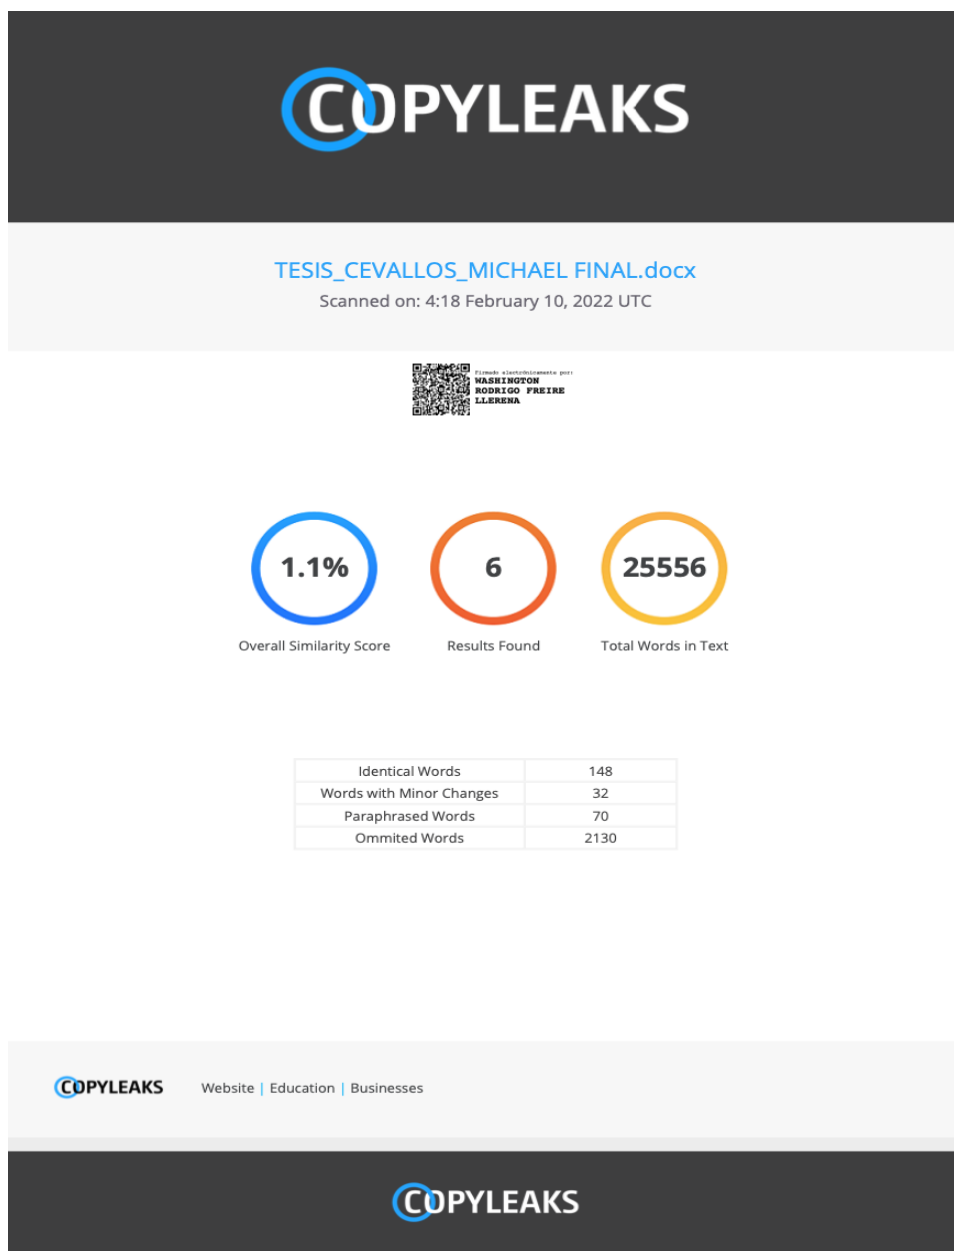 COPYLEAKS
TESIS_CEVALLOS_MICHAEL FINAL.docx
Scanned on: 4:18 February 10, 2022 UTC
Firmado electrónicamente por:
WASHINGTON
RODRIGO FREIRE
LLERENA
1.1%
Overall Similarity Score
6
Results Found
25556
Total Words in Text
Identical Words 148
Words with Minor Changes 32
Paraphrased Words 70
Ommited Words 2130
COPYLEAKS
Website | Education | Businesses
COPYLEAKS